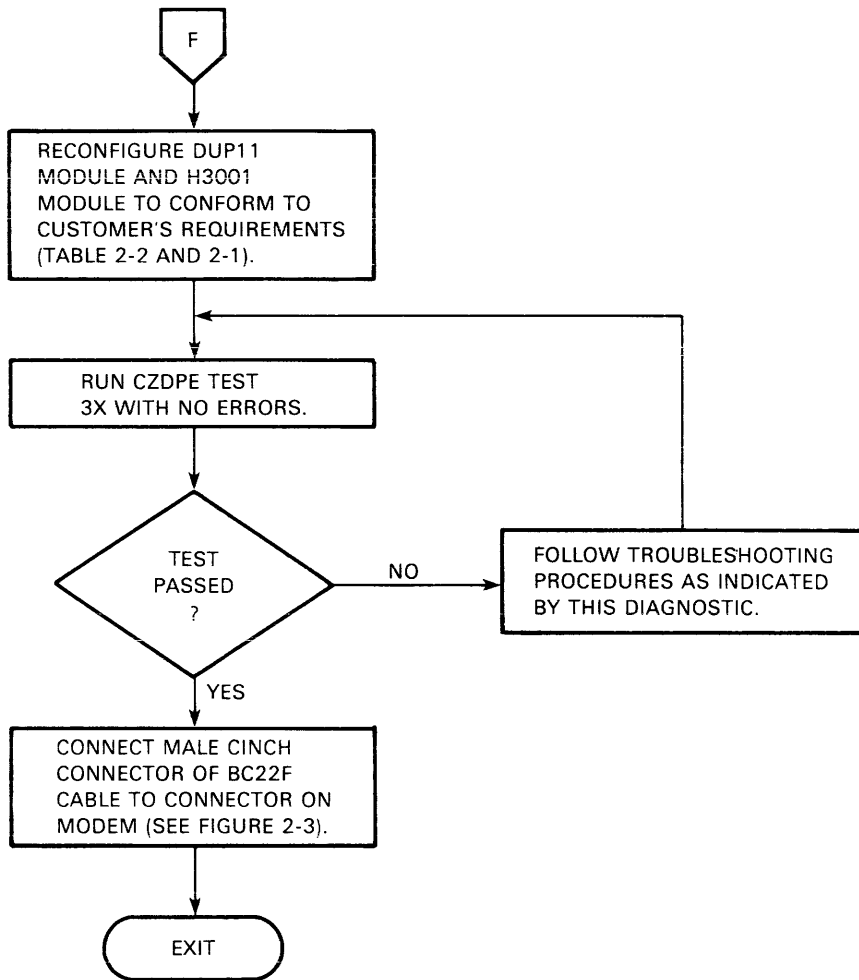 F
RECONFIGURE DUP11
MODULE AND H3001
MODULE TO CONFORM TO
CUSTOMER'S REQUIREMENTS
(TABLE 2-2 AND 2-1).
RUN CZDPE TEST
3X WITH NO ERRORS.
TEST
PASSED
?
NO
FOLLOW TROUBLESHOOTING
PROCEDURES AS INDICATED
BY THIS DIAGNOSTIC.
YES
CONNECT MALE CINCH
CONNECTOR OF BC22F
CABLE TO CONNECTOR ON
MODEM (SEE FIGURE 2-3).
EXIT